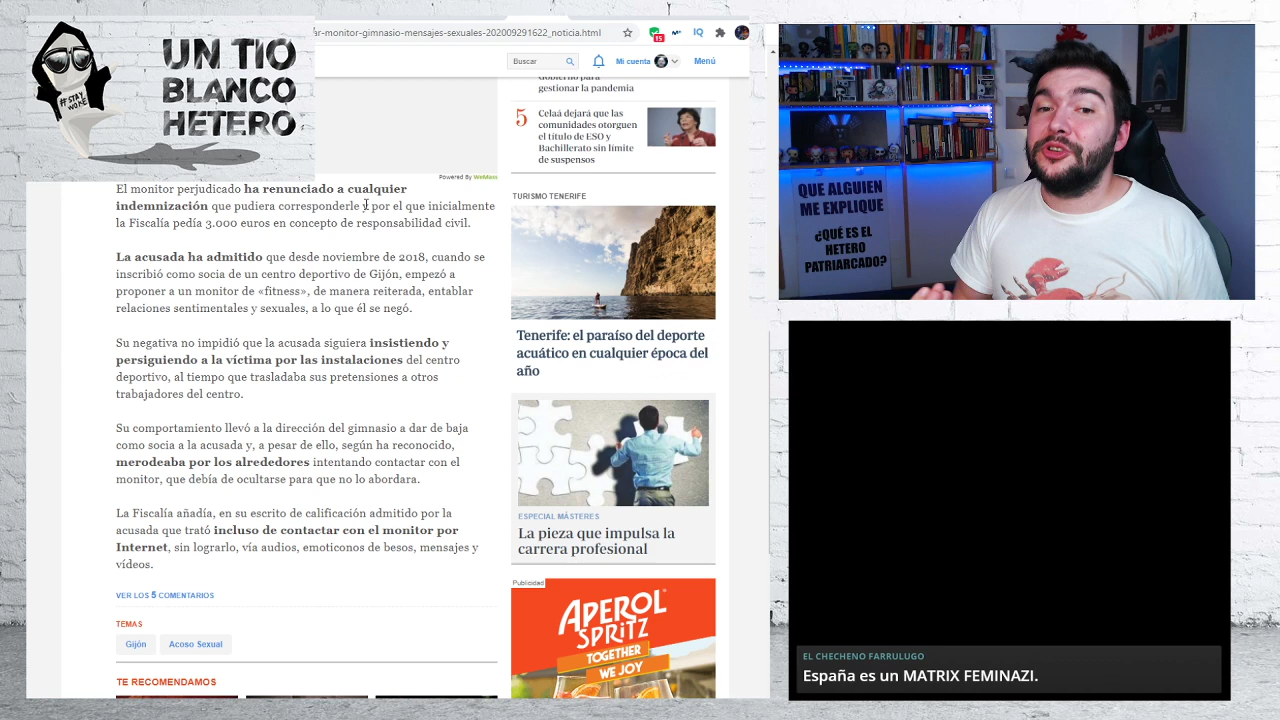 #STAY
WOKE
UN TIO
BLANCO
HETERO
mensajes-sexuales-202009291622_noticia.html
15
IQ
Buscar
Mi cuenta
Menú
Gobierno para
gestionar la pandemia
5
Celaá dejará que las
comunidades otorguen
el título de ESO y
Bachillerato sin límite
de suspensos
Powered By WeMass
El monitor perjudicado ha renunciado a cualquier
indemnización que pudiera corresponderle y por el que inicialmente
la Fiscalía pedía 3.000 euros en concepto de responsabilidad civil.
La acusada ha admitido que desde noviembre de 2018, cuando se
inscribió como socia de un centro deportivo de Gijón, empezó a
proponer a un monitor de «fitness», de manera reiterada, entablar
relaciones sentimentales y sexuales, a lo que él se negó.
Su negativa no impidió que la acusada siguiera insistiendo y
persiguiendo a la víctima por las instalaciones del centro
deportivo, al tiempo que trasladaba sus pretensiones a otros
trabajadores del centro.
Su comportamiento llevó a la dirección del gimnasio a dar de baja
como socia a la acusada y, a pesar de ello, según ha reconocido,
merodeaba por los alrededores intentando contactar con el
monitor, que debía de ocultarse para que no lo abordara.
La Fiscalía añadía, en su escrito de calificación admitido por la
acusada que trató incluso de contactar con el monitor por
Internet, sin lograrlo, vía audios, emoticonos de besos, mensajes y
vídeos.
VER LOS 5 COMENTARIOS
TEMAS
Gijón
Acoso Sexual
TE RECOMENDAMOS
TURISMO TENERIFE
Tenerife: el paraíso del deporte
acuático en cualquier época del
año
ESPECIAL MÁSTERES
La pieza que impulsa la
carrera profesional
Publicidad
APEROL
SPRITZ
TOGETHER
WE JOY
QUE ALGUIEN
ME EXPLIQUE
¿QUÉ ES EL
HETERO
PATRIARCADO?
EL CHECHENO FARRULUGO
España es un MATRIX FEMINAZI.